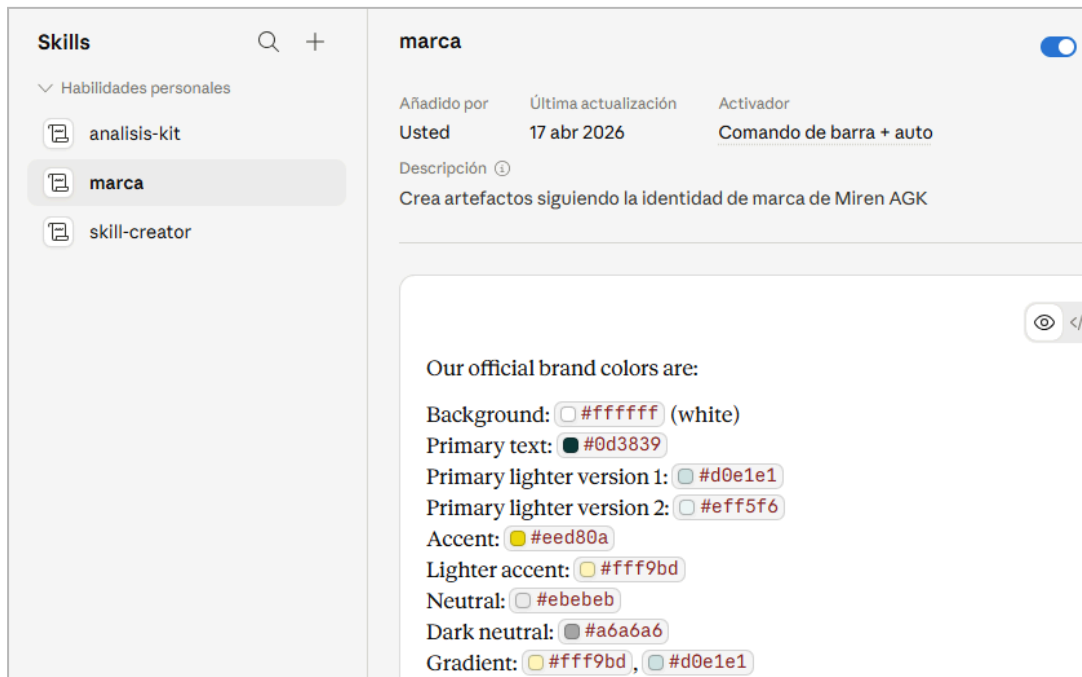 Skills
Habilidades personales
analisis-kit
marca
skill-creator
marca
Añadido por
Usted
Última actualización
17 abr 2026
Activador
Comando de barra + auto
Descripción
Crea artefactos siguiendo la identidad de marca de Miren AGK
</
Our official brand colors are:
Background: #ffffff (white)
Primary text: #0d3839
Primary lighter version 1: #d0e1e1
Primary lighter version 2: #eff5f6
Accent: #eed80a
Lighter accent: #fff9bd
Neutral: #ebebeb
Dark neutral: #a6a6a6
Gradient: #fff9bd, #d0e1e1